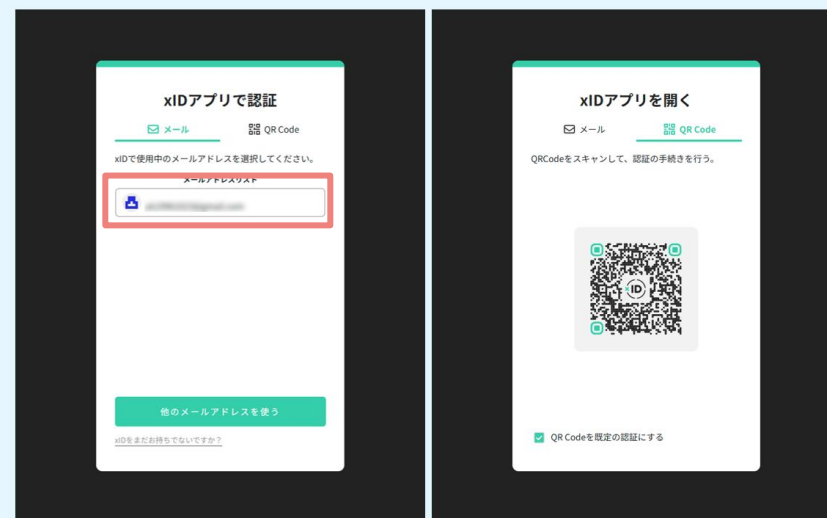 xIDアプリで認証
メール
QR Code
xIDで使用中のメールアドレスを選択してください。
メールアドレスリスト
他のメールアドレスを使う
xIDをまだお持ちでないですか？
xIDアプリを開く
メール
QR Code
QRCodeをスキャンして、認証の手続きを行う。
xID
QR Codeを既定の認証にする